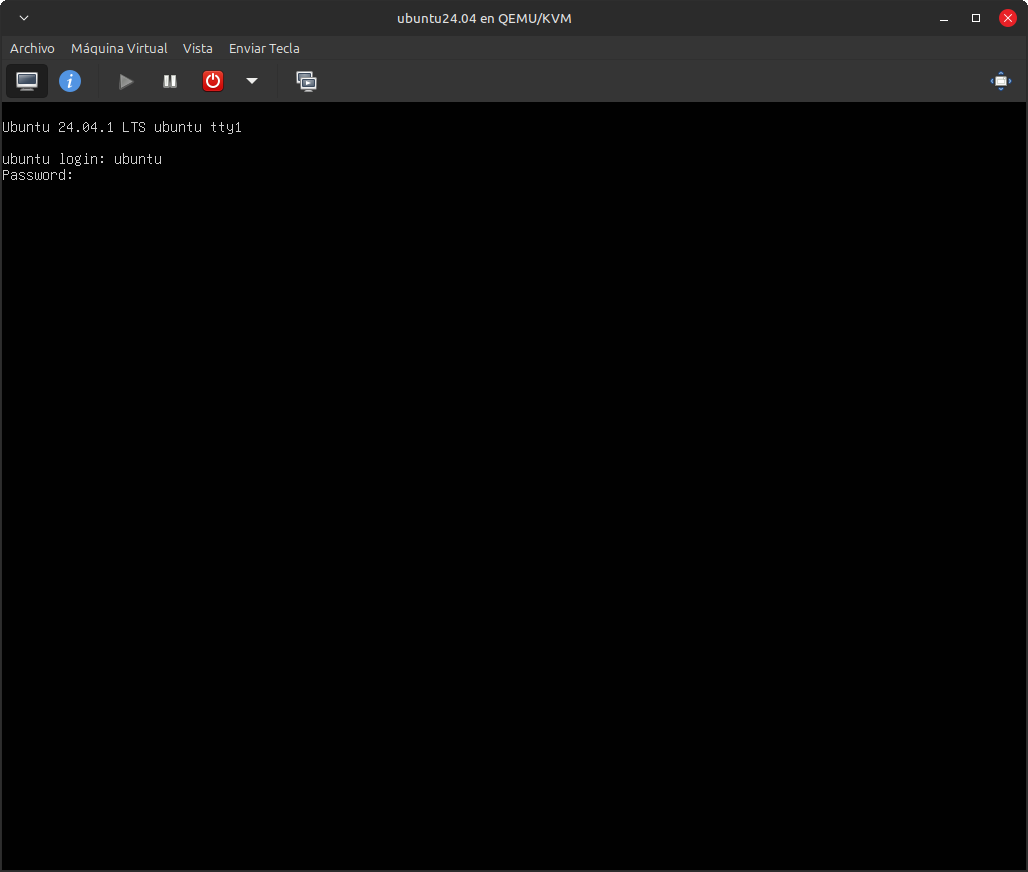 ubuntu24.04 en QEMU/KVM
Archivo Máquina Virtual Vista Enviar Tecla
Ubuntu 24.04.1 LTS ubuntu tty1
ubuntu login: ubuntu
Password: